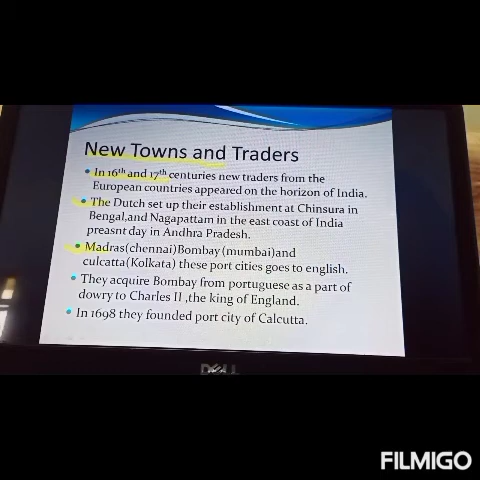 New Towns and Traders
• In 16th and 17th centuries new traders from the
European countries appeared on the horizon of India.
• The Dutch set up their establishment at Chinsura in
Bengal,and Nagapattam in the east coast of India
preasnt day in Andhra Pradesh.
• Madras(chennai)Bombay (mumbai)and
culcatta(Kolkata) these port cities goes to english.
• They acquire Bombay from portuguese as a part of
dowry to Charles II ,the king of England.
• In 1698 they founded port city of Calcutta.
DELL
FILMIGO